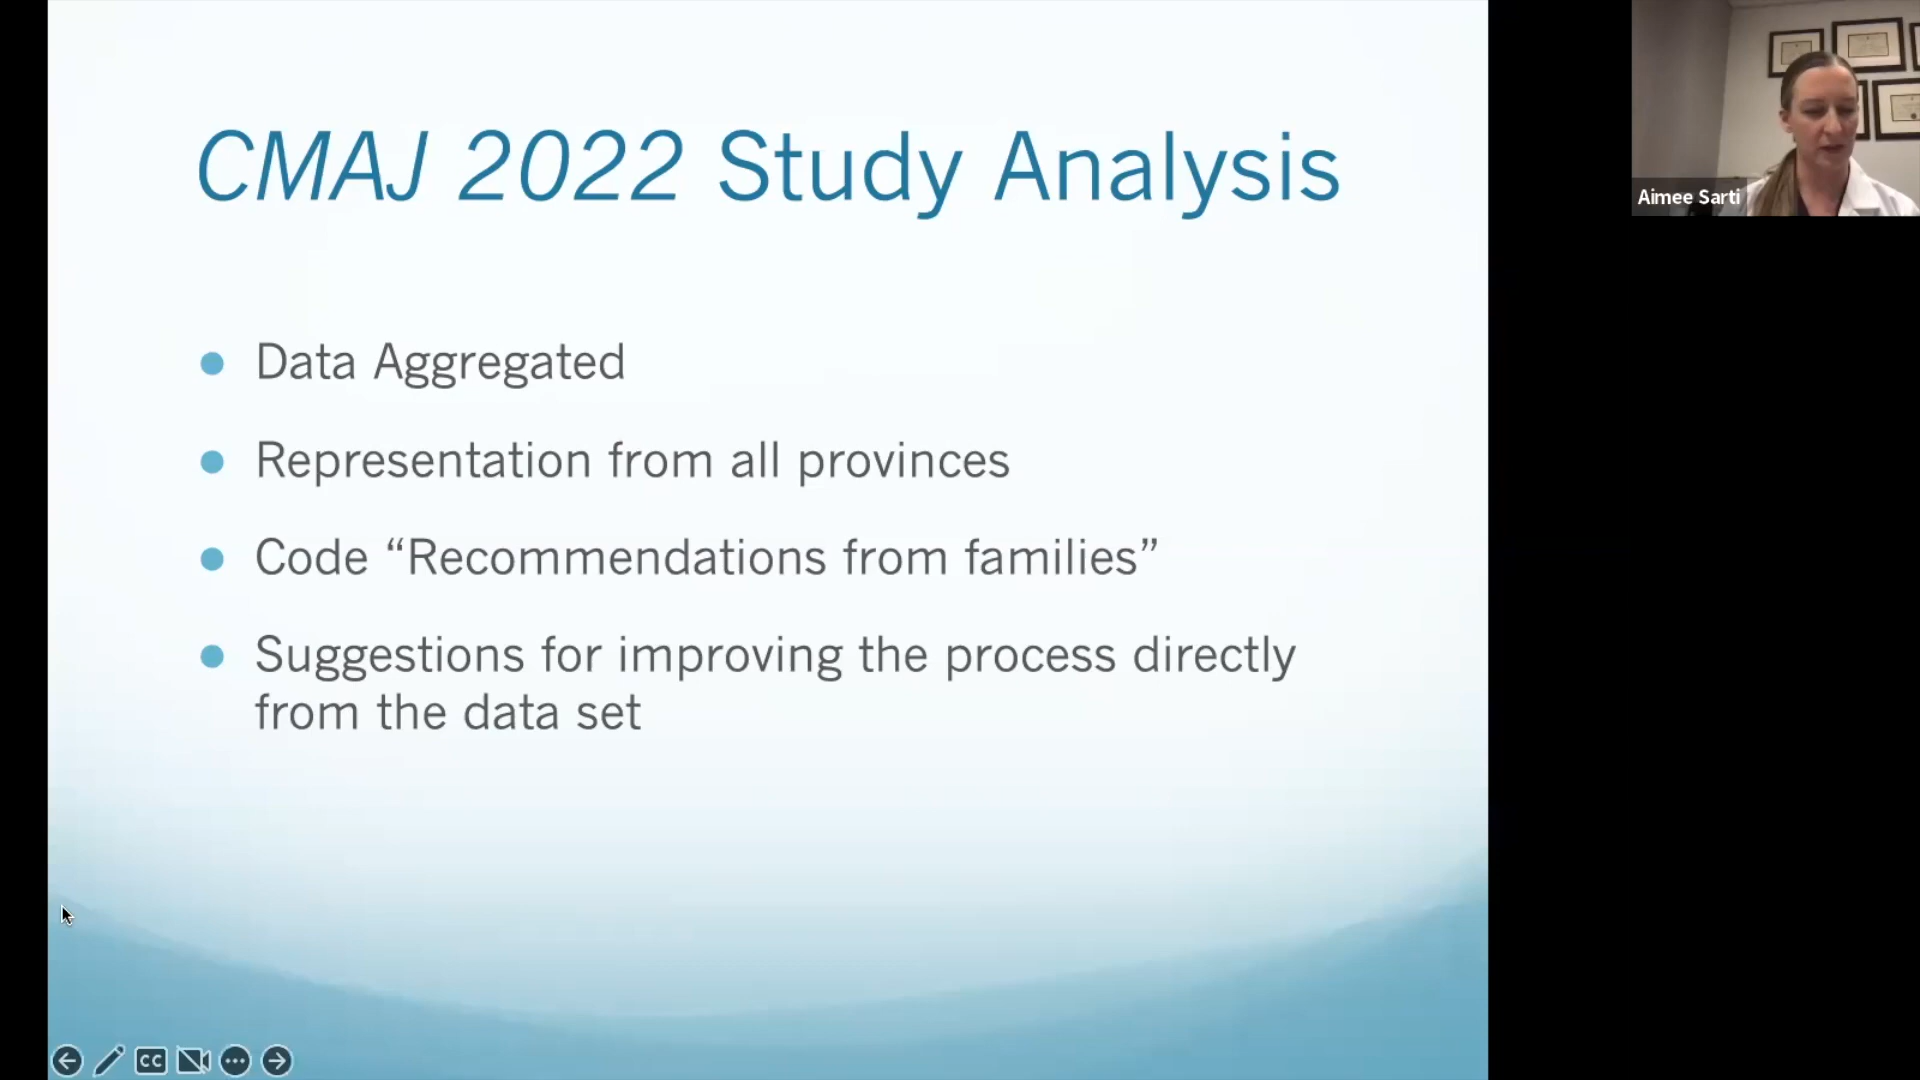 CMAJ 2022 Study Analysis
Data Aggregated
Representation from all provinces
Code “Recommendations from families”
Suggestions for improving the process directly
from the data set
Aimee Sarti
CC